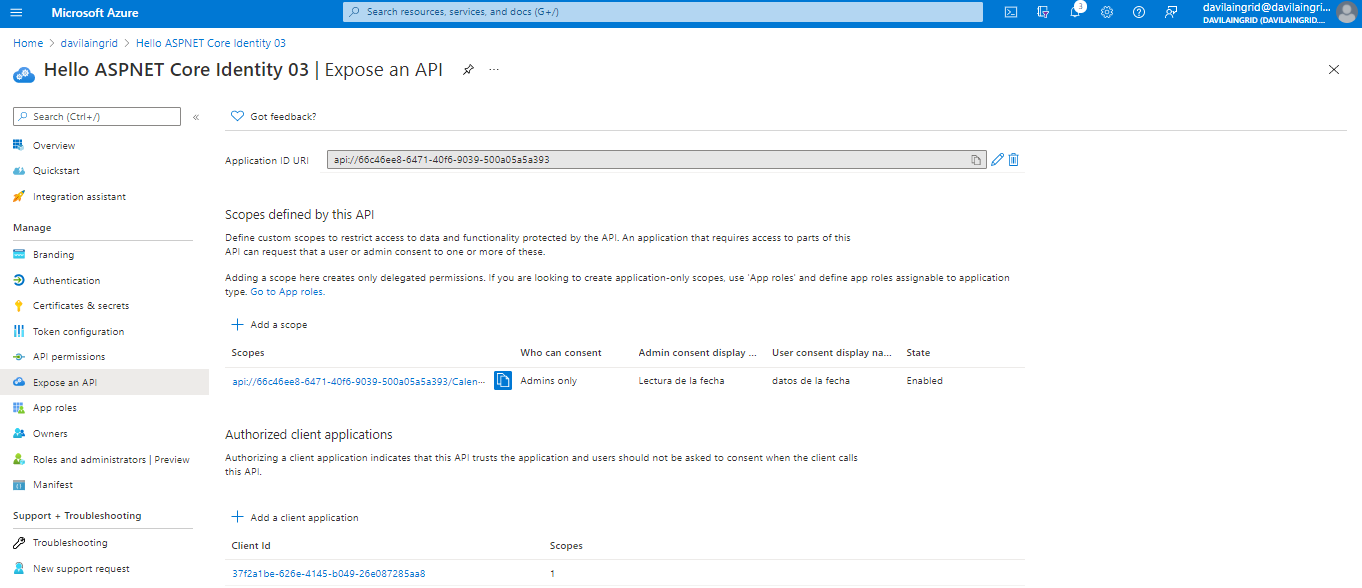 Microsoft Azure
Search resources, services, and docs (G+/)
3
davilaingrid@davilaingri...
DAVILAINGRID (DAVILAINGRID....
Home > davilaingrid > Hello ASPNET Core Identity 03
Hello ASPNET Core Identity 03 | Expose an API
Search (Ctrl+/)
Got feedback?
Overview
Quickstart
Integration assistant
Manage
Branding
Authentication
Certificates & secrets
Token configuration
API permissions
Expose an API
App roles
Owners
Roles and administrators | Preview
Manifest
Support + Troubleshooting
Troubleshooting
New support request
Application ID URI
api://66c46ee8-6471-40f6-9039-500a05a5a393
Scopes defined by this API
Define custom scopes to restrict access to data and functionality protected by the API. An application that requires access to parts of this
API can request that a user or admin consent to one or more of these.
Adding a scope here creates only delegated permissions. If you are looking to create application-only scopes, use 'App roles' and define app roles assignable to application
type. Go to App roles.
Add a scope
Scopes Who can consent Admin consent display ... User consent display na... State
api://66c46ee8-6471-40f6-9039-500a05a5a393/Calen... Admins only Lectura de la fecha datos de la fecha Enabled
Authorized client applications
Authorizing a client application indicates that this API trusts the application and users should not be asked to consent when the client calls
this API.
Add a client application
Client Id Scopes
37f2a1be-626e-4145-b049-26e087285aa8 1